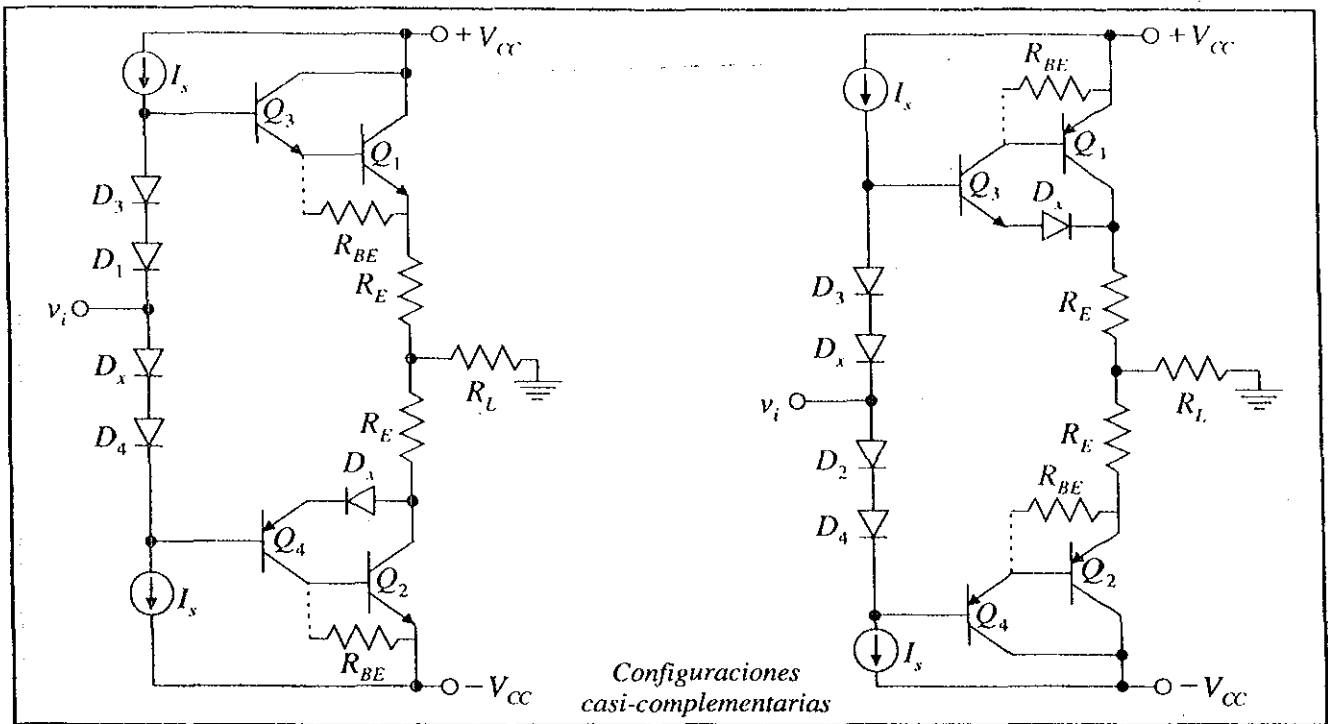 + V_CC
I_s
Q_3
Q_1
D_3
R_BE
D_1
R_E
v_i
D_x
R_L
D_4
R_E
D_x
Q_4
Q_2
I_s
R_BE
− V_CC
+ V_CC
R_BE
I_s
Q_1
Q_3
D_x
D_3
R_E
D_x
v_i
R_L
D_2
R_E
R_BE
D_4
Q_2
Q_4
I_s
− V_CC
Configuraciones
casi-complementarias